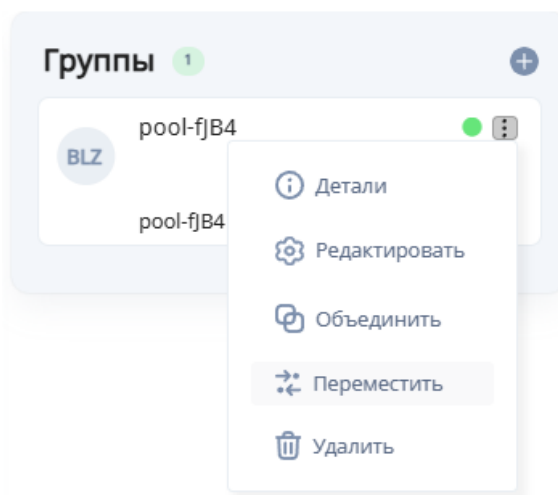 Группы 1
pool-fJB4
BLZ
pool-fJB4
Детали
Редактировать
Объединить
Переместить
Удалить